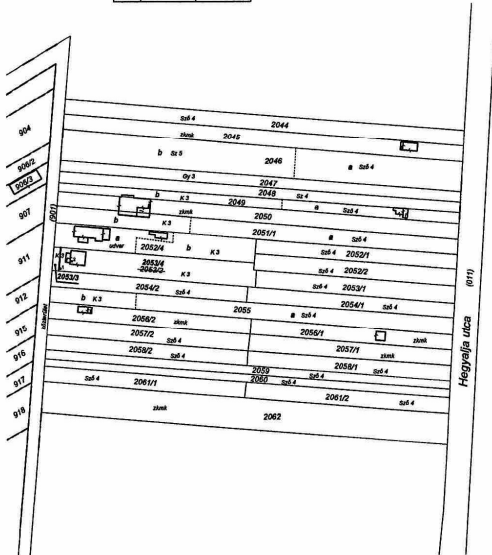 904
906/2
906/3
907
(901)
911
912
915
916
917
918
Sző 4 2044
zkmk 2045
b Sz 5 2046 a Sző 4
Gy 3 2047
2048 Sz 4
b K 3 2049 a Sző 4
zkmk 2050
b 2051/1 a Sző 4
a udvar 2052/4 b K 3 Sző 4 2052/1
K 3 2053/4 Sző 4 2052/2
2053/2 K 3 Sző 4 2053/1
2053/3
2054/2 Sző 4 2054/1 Sző 4
b K 3 2055 a Sző 4
2056/2 zkmk 2056/1 zkmk
2057/2 Sző 4 2057/1 zkmk
2058/2 Sző 4 2058/1 Sző 4
2059 Sző 4
2060 Sző 4
Sző 4 2061/1 2061/2 Sző 4
zkmk 2062
Hegyalja utca (011)